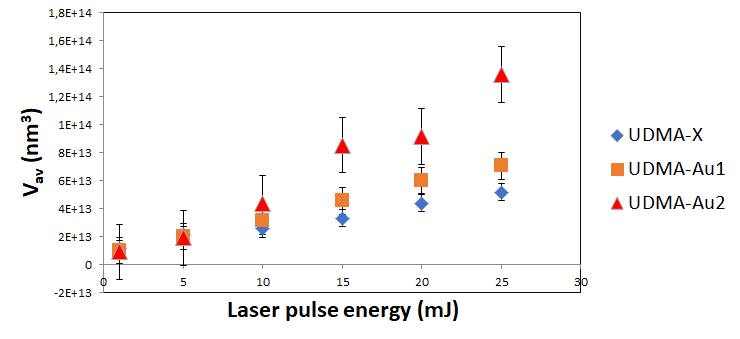 1,8E+14
1,6E+14
1,4E+14
1,2E+14
1E+14
8E+13
6E+13
4E+13
2E+13
0
-2E+13
0 5 10 15 20 25 30
V_av (nm³)
Laser pulse energy (mJ)
UDMA-X
UDMA-Au1
UDMA-Au2